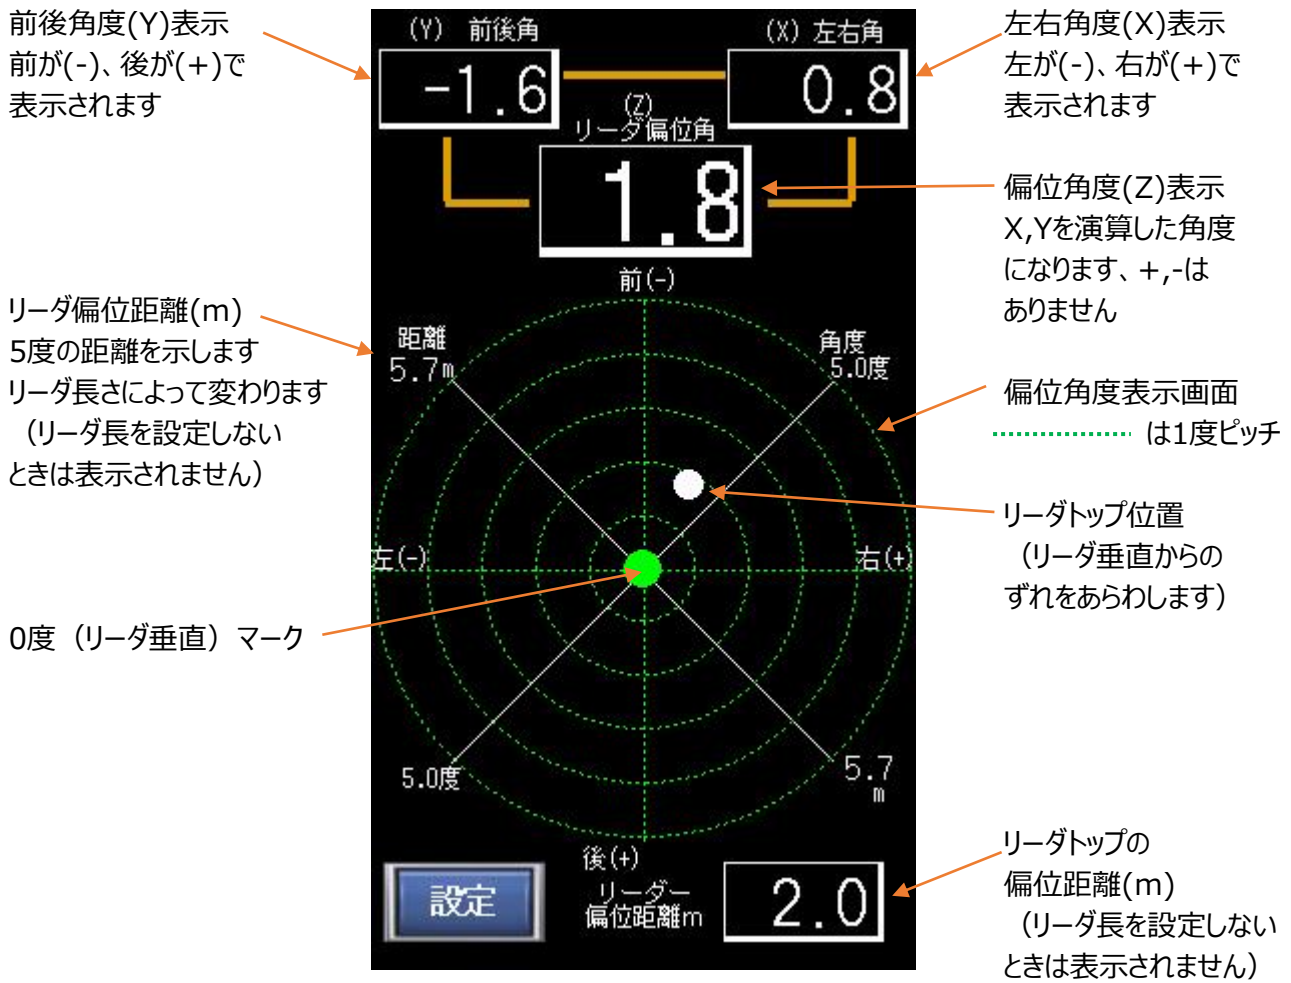 前後角度(Y)表示
前が(-)、後が(+)で
表示されます
(Y) 前後角
-1.6
(X) 左右角
0.8
左右角度(X)表示
左が(-)、右が(+)で
表示されます
(Z)
リーダ偏位角
1.8
偏位角度(Z)表示
X,Yを演算した角度
になります、+,-は
ありません
前(-)
リーダ偏位距離(m)
5度の距離を示します
リーダ長さによって変わります
（リーダ長を設定しない
ときは表示されません）
距離
5.7m
角度
5.0度
偏位角度表示画面
は1度ピッチ
リーダトップ位置
（リーダ垂直からの
ずれをあらわします）
左(-)
右(+)
0度（リーダ垂直）マーク
5.0度
5.7
m
後(+)
設定
リーダー
偏位距離m
2.0
リーダトップの
偏位距離(m)
（リーダ長を設定しない
ときは表示されません）